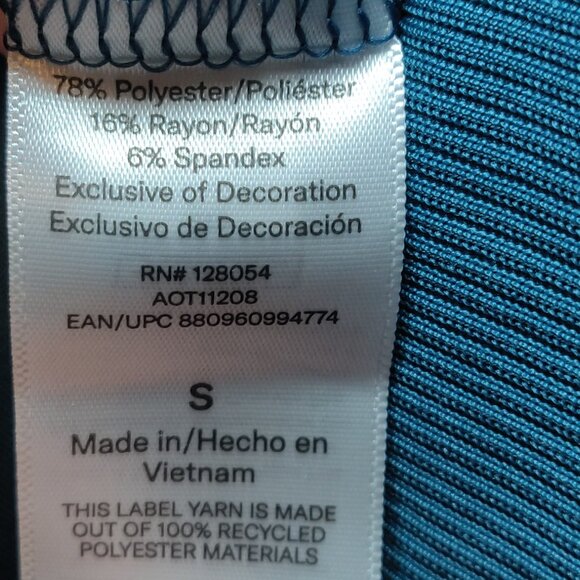 78% Polyester/Poliéster
16% Rayon/Rayón
6% Spandex
Exclusive of Decoration
Exclusivo de Decoración
RN# 128054
AOT11208
EAN/UPC 880960994774
S
Made in/Hecho en
Vietnam
THIS LABEL YARN IS MADE
OUT OF 100% RECYCLED
POLYESTER MATERIALS